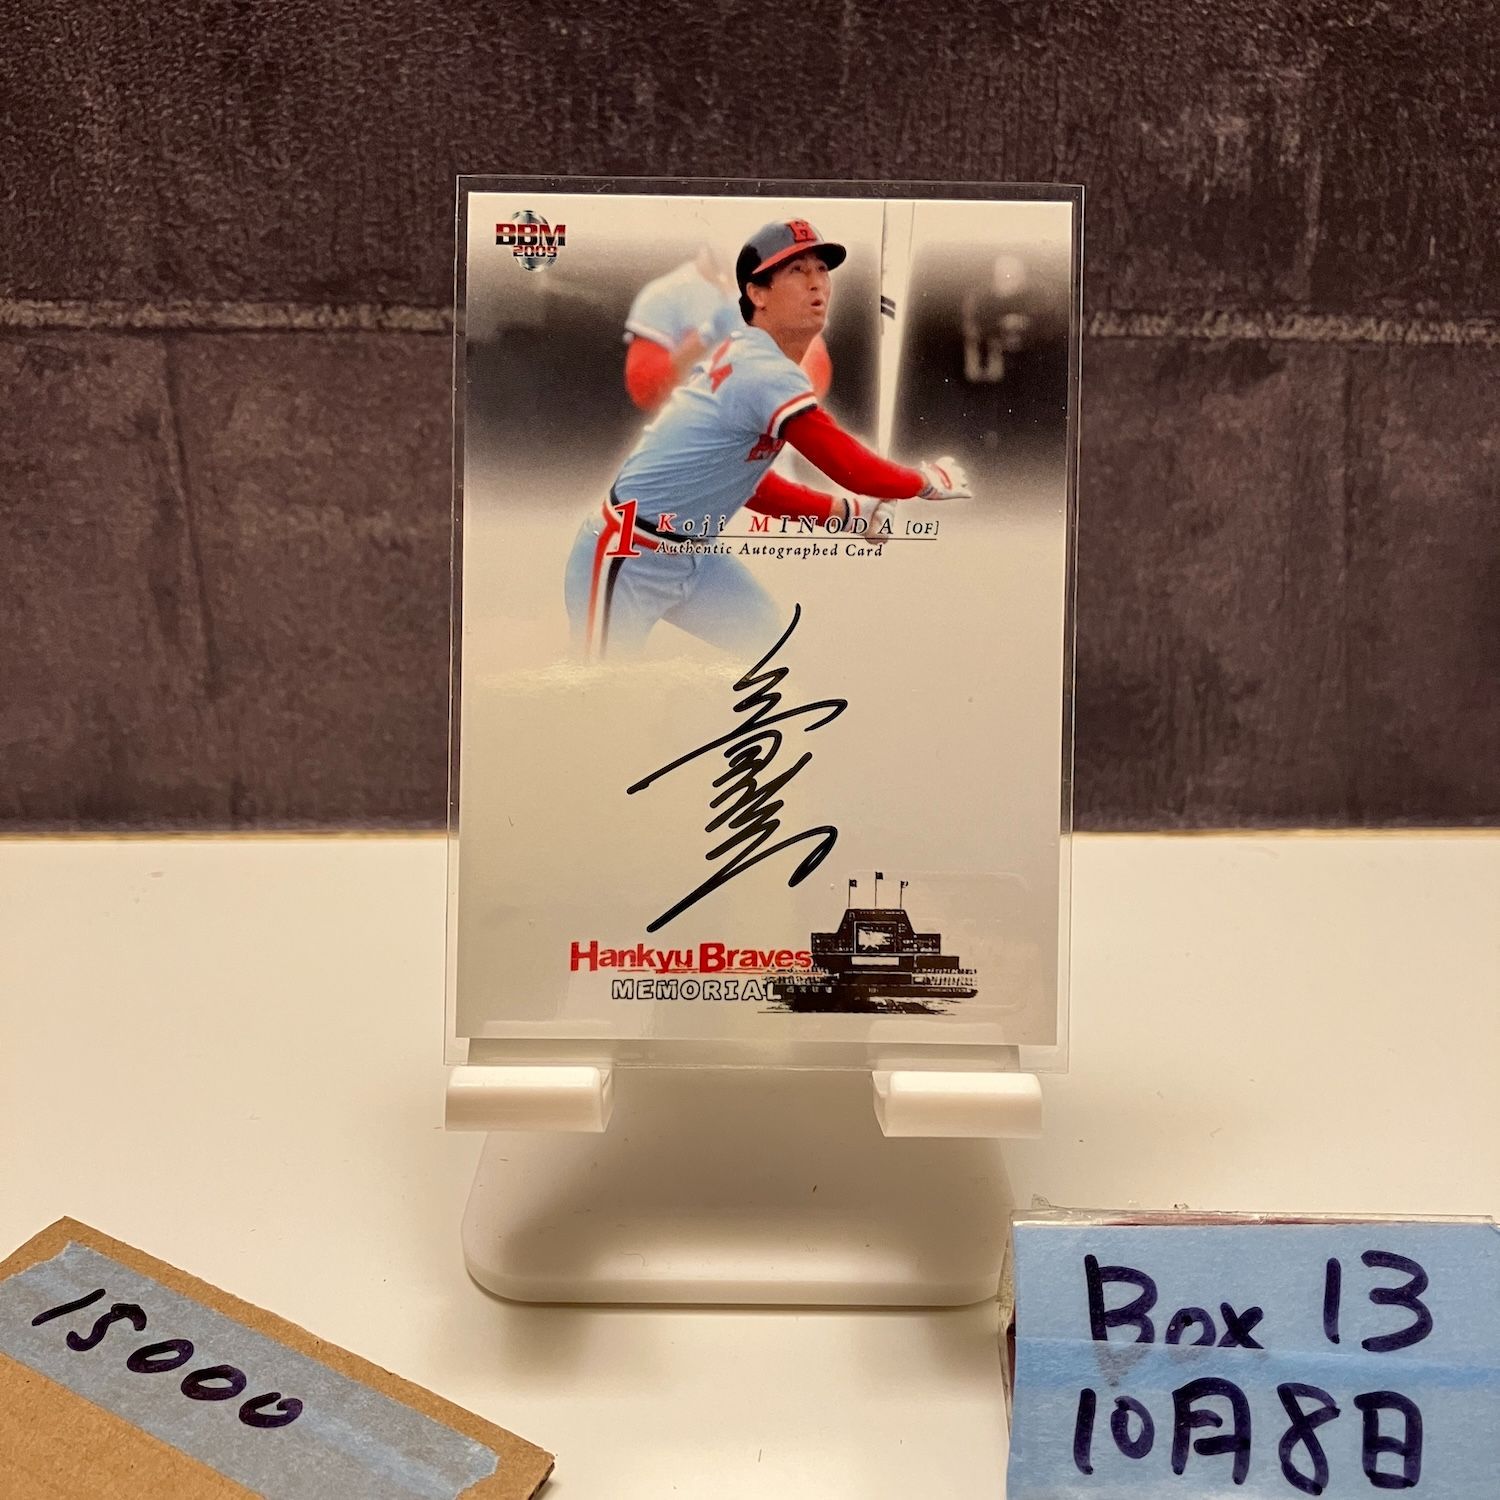 BBM
2009
1 Koji MINODA [OF]
Authentic Autographed Card
Hankyu Braves
MEMORIAL
15000
Box 13
10月8日